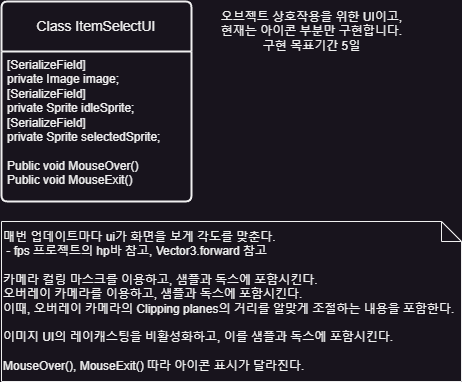 Class ItemSelectUI
오브젝트 상호작용을 위한 UI이고,
현재는 아이콘 부분만 구현합니다.
구현 목표기간 5일
[SerializeField]
private Image image;
[SerializeField]
private Sprite idleSprite;
[SerializeField]
private Sprite selectedSprite;
Public void MouseOver()
Public void MouseExit()
매번 업데이트마다 ui가 화면을 보게 각도를 맞춘다.
- fps 프로젝트의 hp바 참고, Vector3.forward 참고
카메라 컬링 마스크를 이용하고, 샘플과 독스에 포함시킨다.
오버레이 카메라를 이용하고, 샘플과 독스에 포함시킨다.
이때, 오버레이 카메라의 Clipping planes의 거리를 알맞게 조절하는 내용을 포함한다.
이미지 UI의 레이캐스팅을 비활성화하고, 이를 샘플과 독스에 포함시킨다.
MouseOver(), MouseExit() 따라 아이콘 표시가 달라진다.